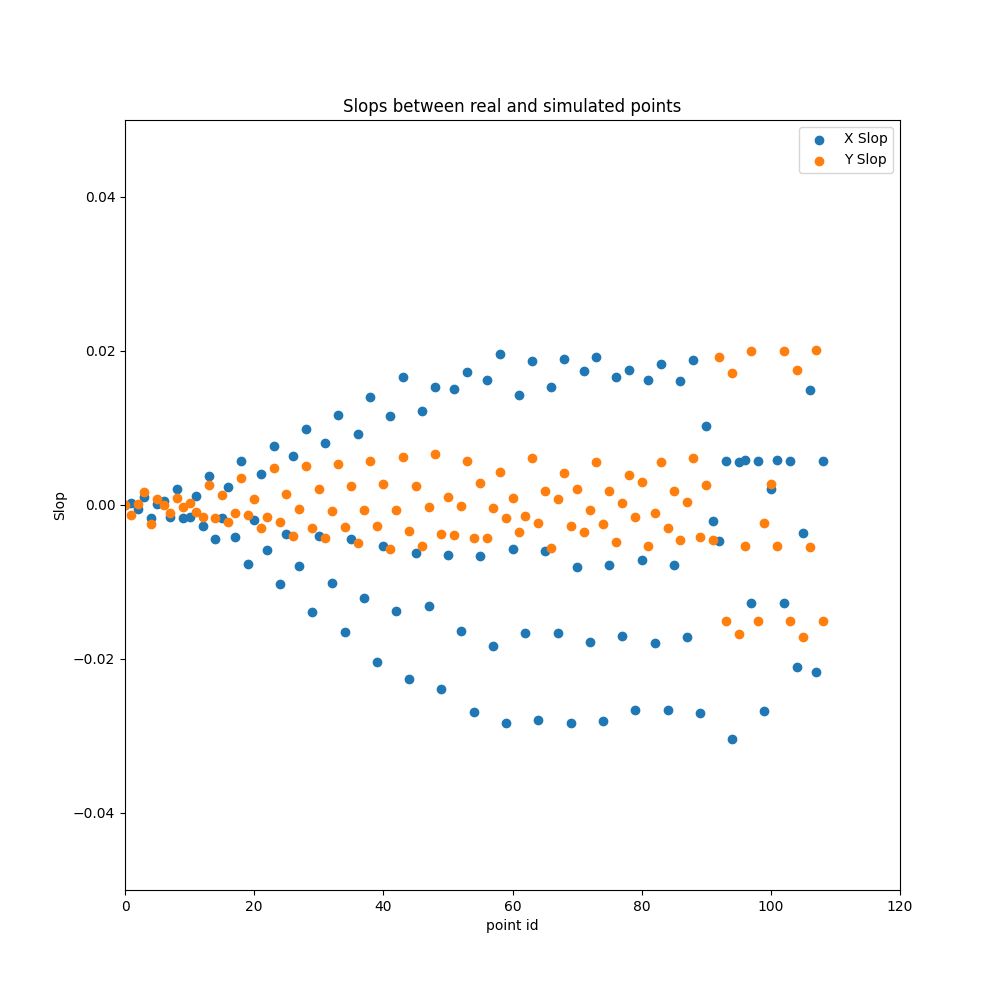 Slops between real and simulated points
X Slop
Y Slop
0.04
0.02
0.00
−0.02
−0.04
Slop
0 20 40 60 80 100 120
point id